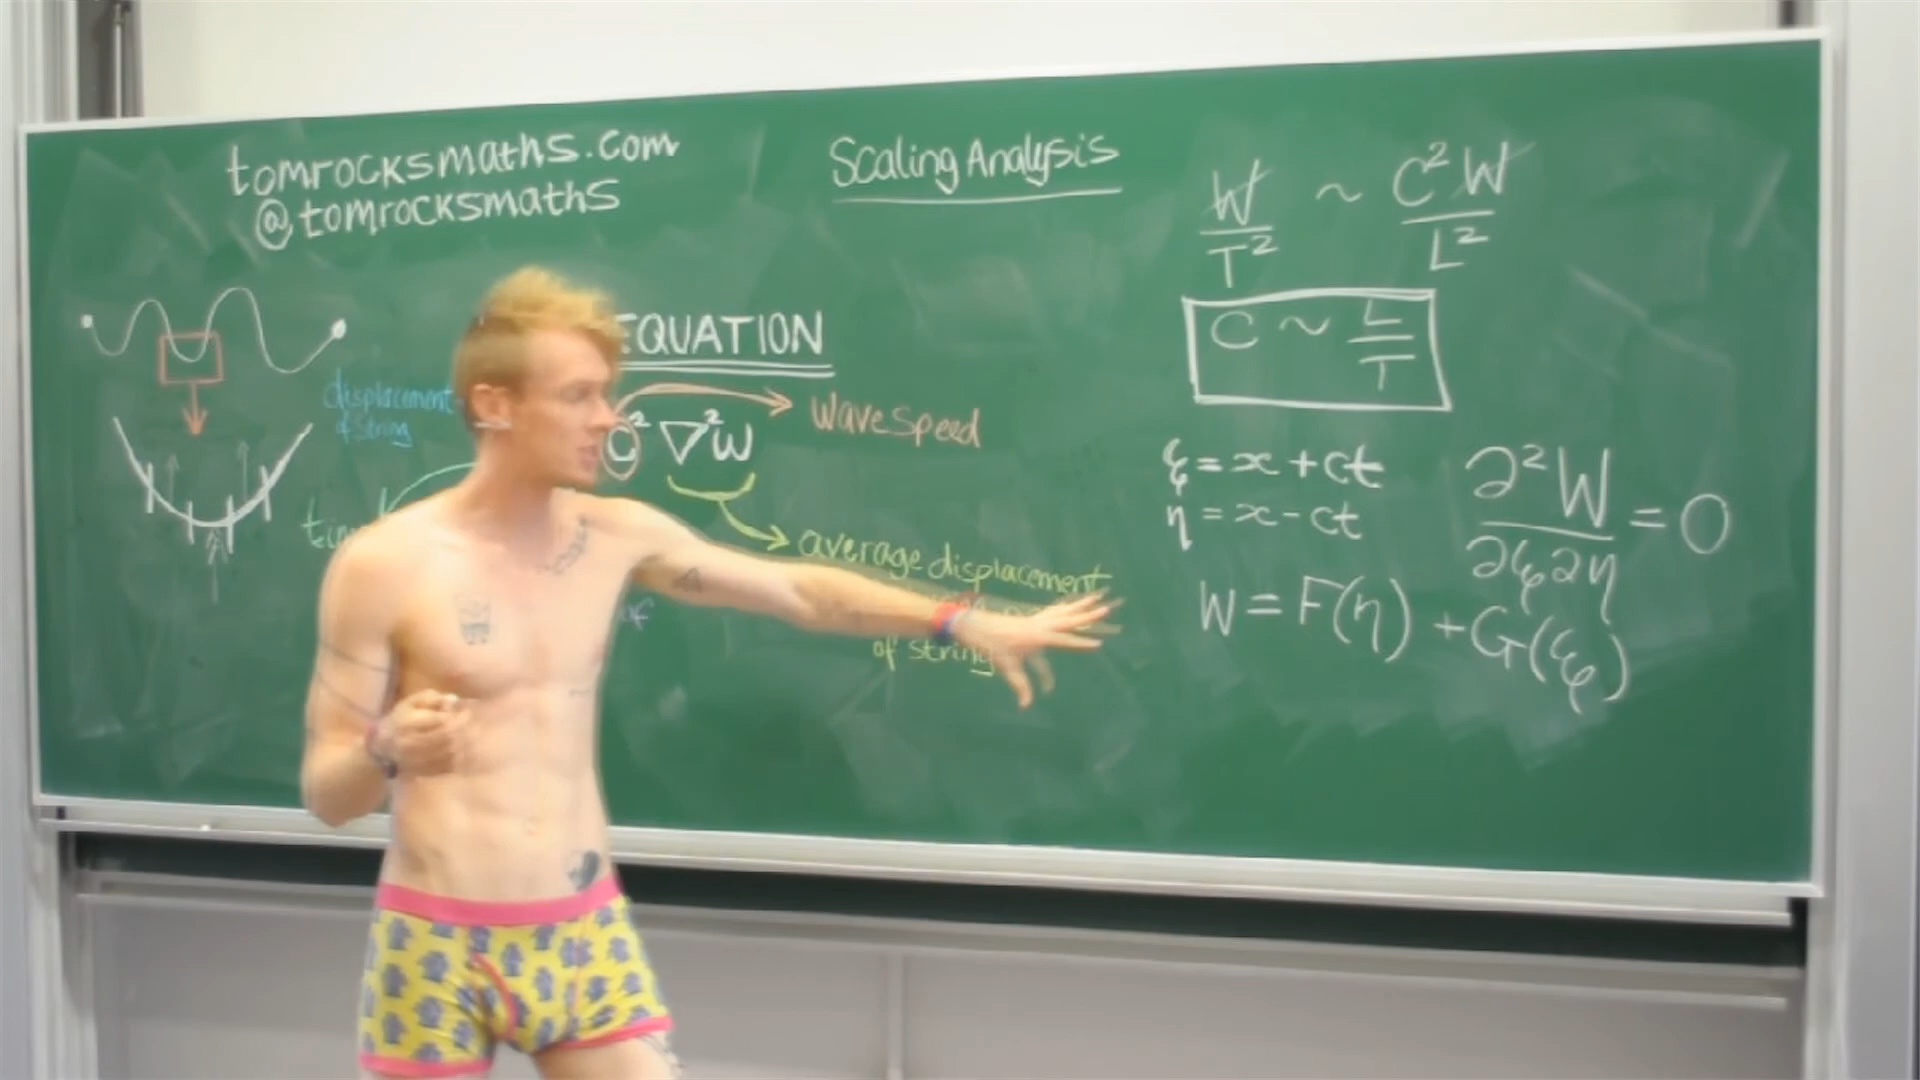 tomrocksmaths.com
@tomrocksmaths
Scaling Analysis
W/T² ~ C²W/L²
C ~ L/T
EQUATION
displacement
of string
C² ∇²W
Wave Speed
average displacement
of string
ξ = x + ct
η = x - ct
∂²W/∂ξ∂η = 0
W = F(η) + G(ξ)